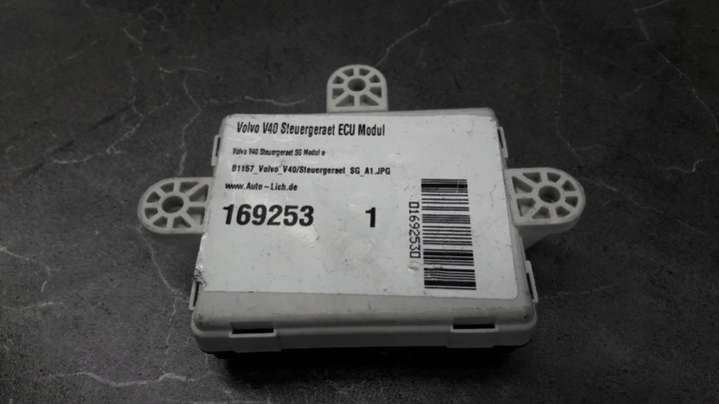 Volvo V40 Steuergeraet ECU Modul
Volvo V40 Steuergeraet SG Modul e
B1157_Volvo_V40/Steuergeraet_SG_A1.JPG
www.Auto-Lich.de
169253 1
01692530